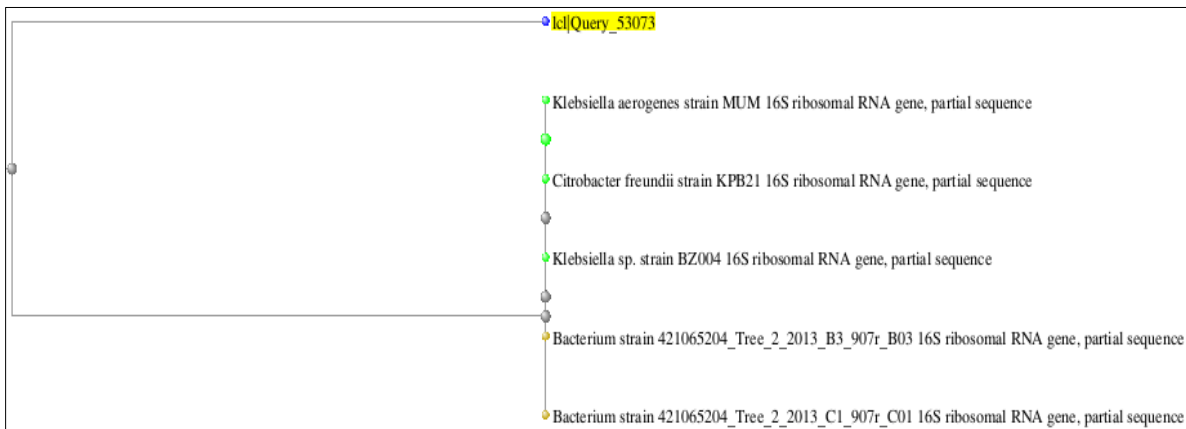 lcl|Query_53073
Klebsiella aerogenes strain MUM 16S ribosomal RNA gene, partial sequence
Citrobacter freundii strain KPB21 16S ribosomal RNA gene, partial sequence
Klebsiella sp. strain BZ004 16S ribosomal RNA gene, partial sequence
Bacterium strain 421065204_Tree_2_2013_B3_907r_B03 16S ribosomal RNA gene, partial sequence
Bacterium strain 421065204_Tree_2_2013_C1_907r_C01 16S ribosomal RNA gene, partial sequence